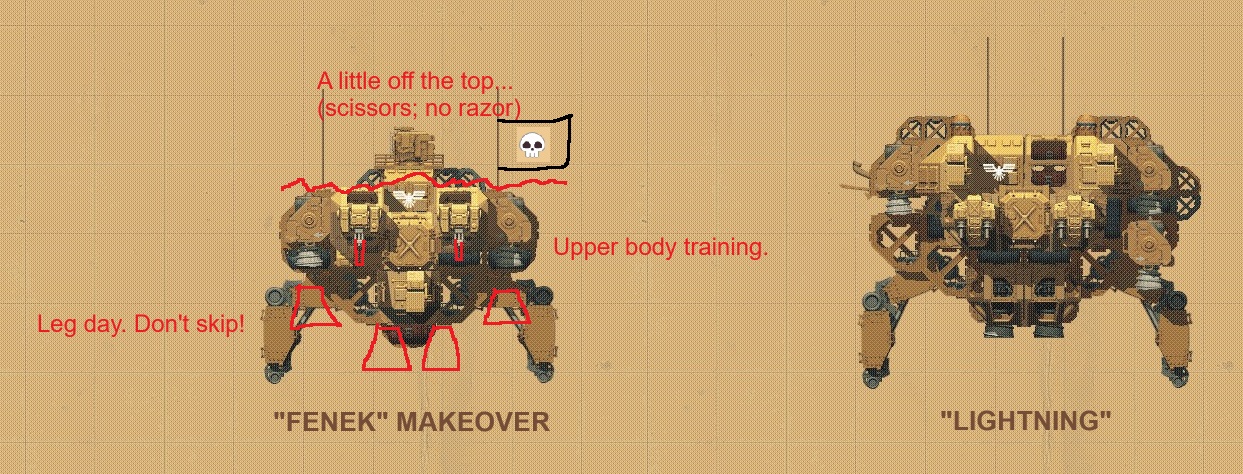 A little off the top...
(scissors; no razor)
Upper body training.
Leg day. Don't skip!
"FENEK" MAKEOVER
"LIGHTNING"